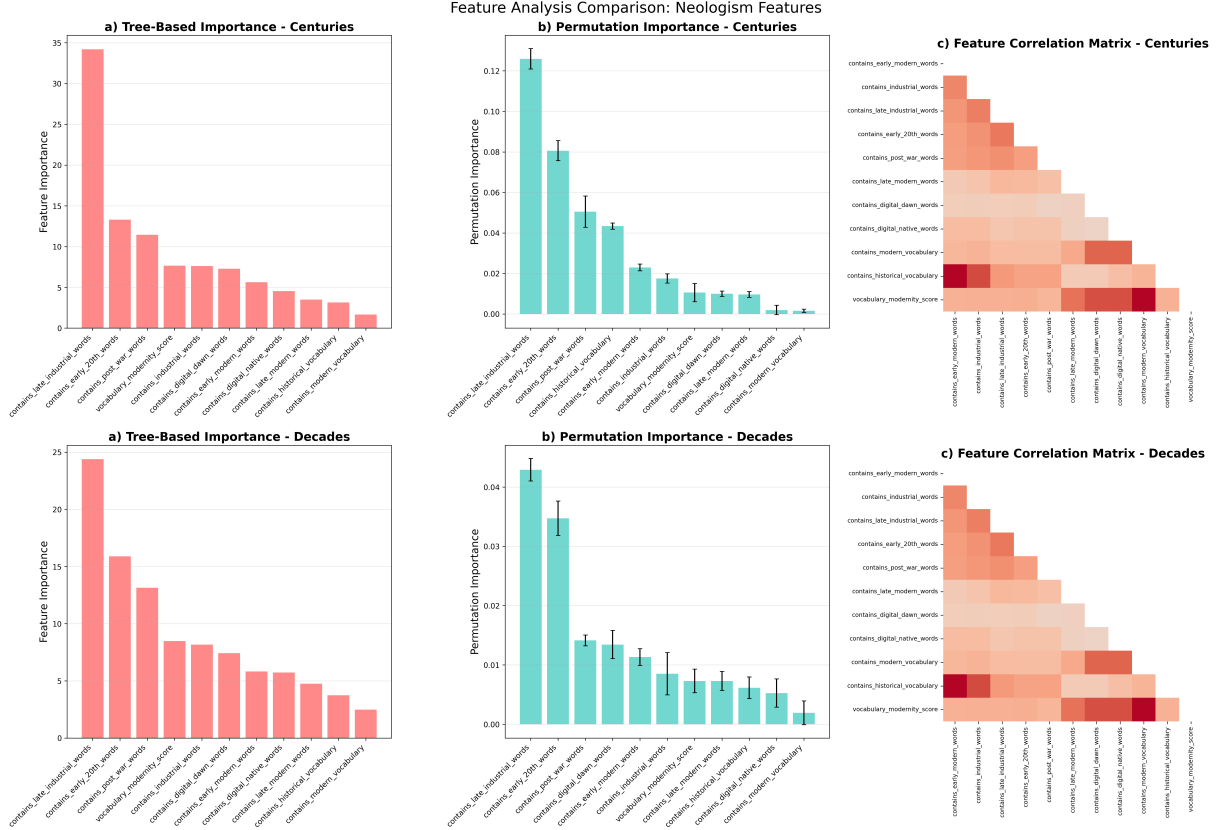 Feature Analysis Comparison: Neologism Features
a) Tree-Based Importance - Centuries
Feature Importance
35
30
25
20
15
10
5
0
contains_late_industrial_words
contains_early_20th_words
contains_post_war_words
vocabulary_modernity_score
contains_industrial_words
contains_digital_dawn_words
contains_early_modern_words
contains_digital_native_words
contains_late_modern_words
contains_historical_vocabulary
contains_modern_vocabulary
b) Permutation Importance - Centuries
Permutation Importance
0.12
0.10
0.08
0.06
0.04
0.02
0.00
contains_late_industrial_words
contains_early_20th_words
contains_post_war_words
contains_historical_vocabulary
contains_early_modern_words
contains_industrial_words
vocabulary_modernity_score
contains_digital_dawn_words
contains_late_modern_words
contains_digital_native_words
contains_modern_vocabulary
c) Feature Correlation Matrix - Centuries
contains_early_modern_words
contains_industrial_words
contains_late_industrial_words
contains_early_20th_words
contains_post_war_words
contains_late_modern_words
contains_digital_dawn_words
contains_digital_native_words
contains_modern_vocabulary
contains_historical_vocabulary
vocabulary_modernity_score
contains_early_modern_words
contains_industrial_words
contains_late_industrial_words
contains_early_20th_words
contains_post_war_words
contains_late_modern_words
contains_digital_dawn_words
contains_digital_native_words
contains_modern_vocabulary
contains_historical_vocabulary
vocabulary_modernity_score
a) Tree-Based Importance - Decades
Feature Importance
25
20
15
10
5
0
contains_late_industrial_words
contains_early_20th_words
contains_post_war_words
vocabulary_modernity_score
contains_industrial_words
contains_digital_dawn_words
contains_early_modern_words
contains_digital_native_words
contains_late_modern_words
contains_historical_vocabulary
contains_modern_vocabulary
b) Permutation Importance - Decades
Permutation Importance
0.04
0.03
0.02
0.01
0.00
contains_late_industrial_words
contains_early_20th_words
contains_post_war_words
contains_digital_dawn_words
contains_early_modern_words
contains_industrial_words
vocabulary_modernity_score
contains_late_modern_words
contains_historical_vocabulary
contains_digital_native_words
contains_modern_vocabulary
c) Feature Correlation Matrix - Decades
contains_early_modern_words
contains_industrial_words
contains_late_industrial_words
contains_early_20th_words
contains_post_war_words
contains_late_modern_words
contains_digital_dawn_words
contains_digital_native_words
contains_modern_vocabulary
contains_historical_vocabulary
vocabulary_modernity_score
contains_early_modern_words
contains_industrial_words
contains_late_industrial_words
contains_early_20th_words
contains_post_war_words
contains_late_modern_words
contains_digital_dawn_words
contains_digital_native_words
contains_modern_vocabulary
contains_historical_vocabulary
vocabulary_modernity_score